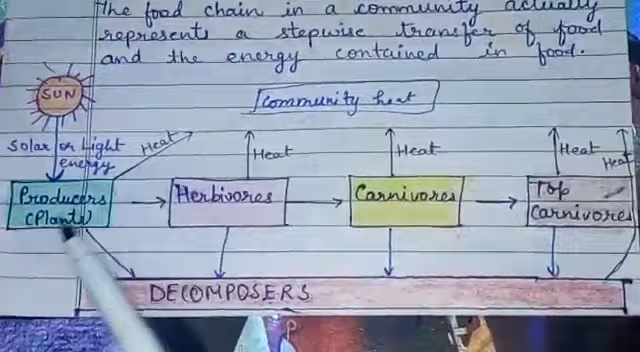 The food chain in a community actually
represents a stepwise transfer of food
and the energy contained in food.
SUN
Community heat
Solar or Light
energy
Heat
Heat
Heat
Heat
Heat
Producers
(Plants)
Herbivores
Carnivores
Top
Carnivores
DECOMPOSERS